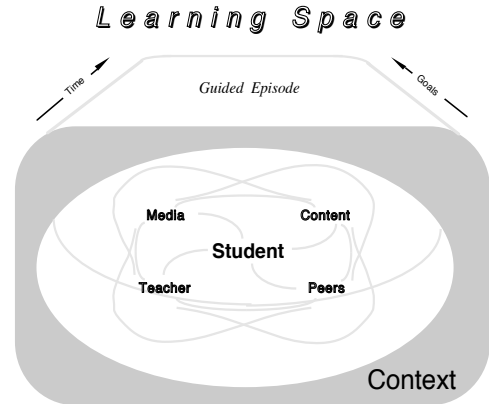 Learning Space
Time
Goals
Guided Episode
Media
Content
Student
Teacher
Peers
Context